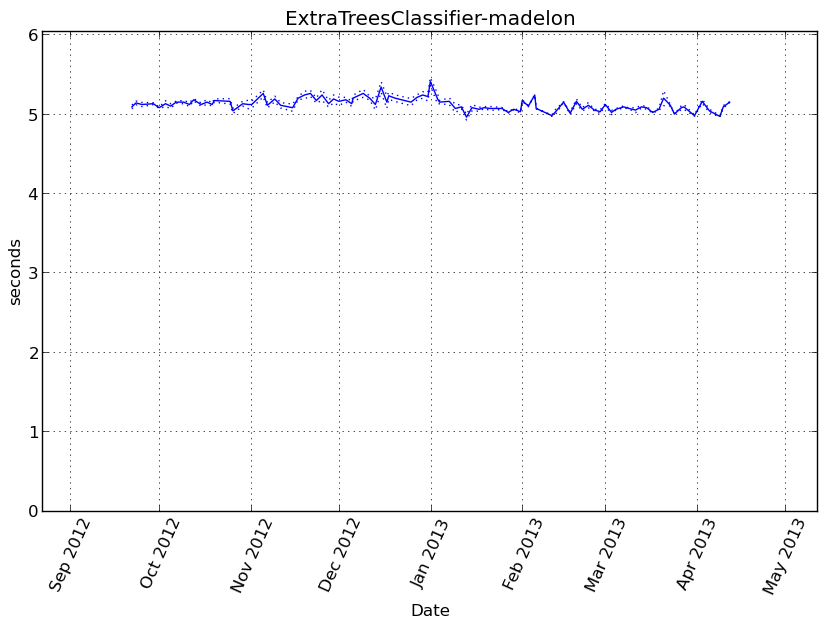 ExtraTreesClassifier-madelon
6
5
4
3
2
1
0
seconds
Sep 2012
Oct 2012
Nov 2012
Dec 2012
Jan 2013
Feb 2013
Mar 2013
Apr 2013
May 2013
Date